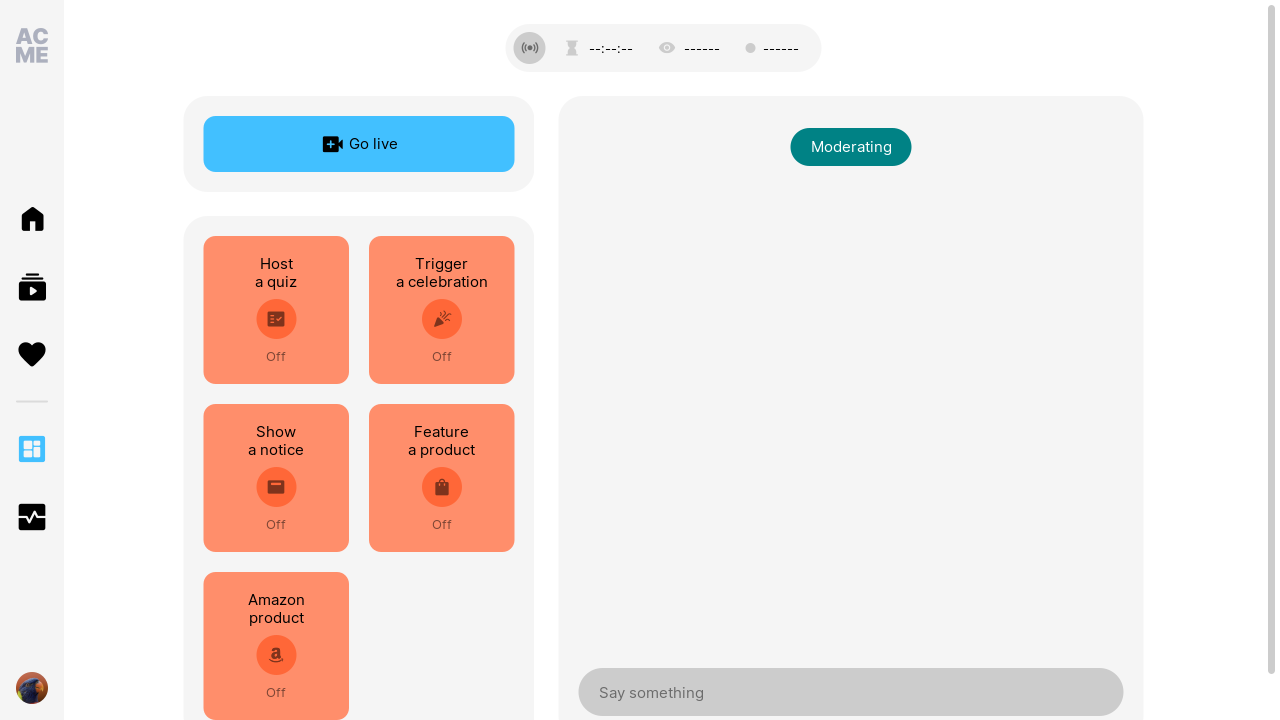 AC
ME
--:--:-- ------ ------
Go live
Moderating
Host
a quiz
Off
Trigger
a celebration
Off
Show
a notice
Off
Feature
a product
Off
Amazon
product
Off
Say something